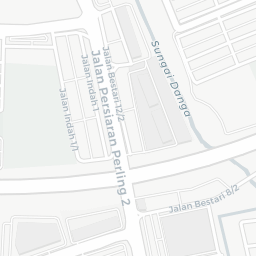 Sungai Danga
Jalan Persiaran Perling 2
Jalan Bestari 12/2
Jalan Indah 1
Jalan Indah 1/1
Jalan Bestari 8/2